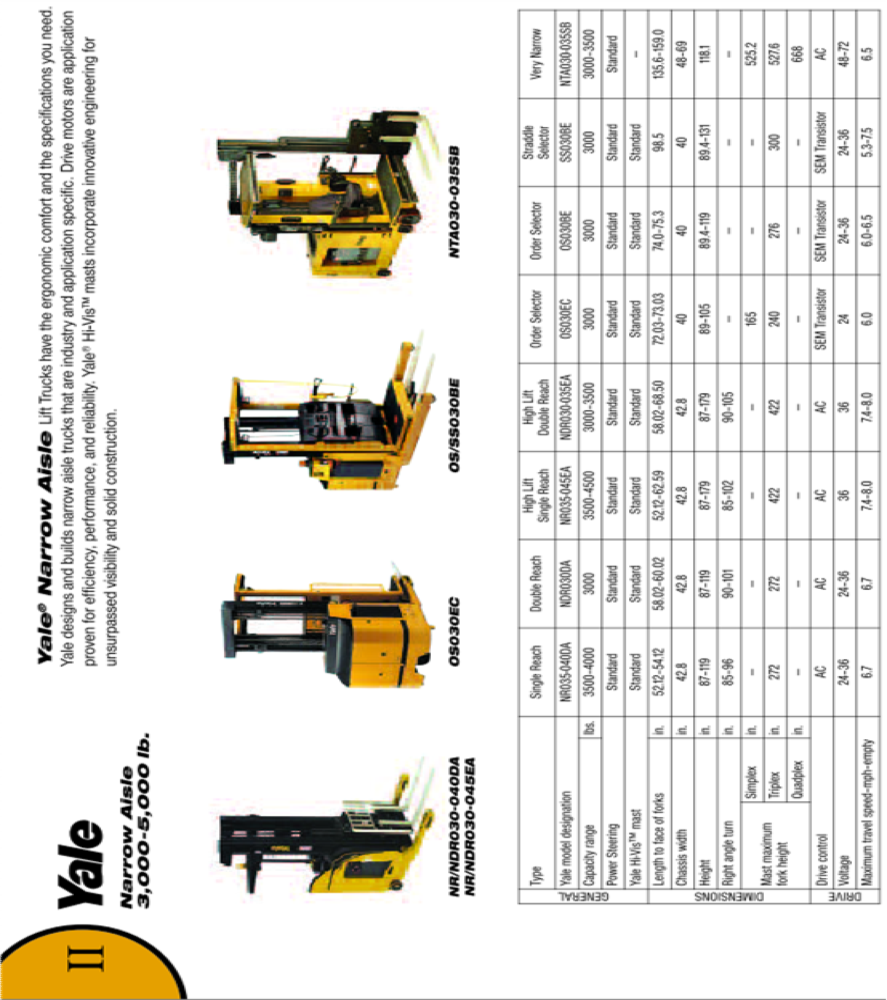 II
Yale
Narrow Aisle
3,000-5,000 lb.
Yale® Narrow Aisle Lift Trucks have the ergonomic comfort and the specifications you need.
Yale designs and builds narrow aisle trucks that are industry and application specific. Drive motors are application
proven for efficiency, performance, and reliability. Yale® Hi-Vis™ masts incorporate innovative engineering for
unsurpassed visibility and solid construction.
NR/NDR030-040DA
NR/NDR030-045EA
OS030EC
OS/SS030BE
NTA030-035SB
GENERAL
Type Single Reach Double Reach High Lift Single Reach High Lift Double Reach Order Selector Order Selector Straddle Selector Very Narrow
Yale model designation NR035-040DA NDR030DA NR035-045EA NDR030-035EA OS030EC OS030BE SS030BE NTA030-035SB
Capacity range lbs. 3500-4000 3000 3500-4500 3000-3500 3000 3000 3000 3000-3500
Power Steering Standard Standard Standard Standard Standard Standard Standard Standard
Yale Hi-Vis™ mast Standard Standard Standard Standard Standard Standard Standard –
DIMENSIONS
Length to face of forks in. 52.12-54.12 58.02-60.02 52.12-62.59 58.02-68.50 72.03-73.03 74.0-75.3 98.5 135.6-159.0
Chassis width in. 42.8 42.8 42.8 42.8 40 40 40 48-69
Height in. 87-119 87-119 87-179 87-179 89-105 89.4-119 89.4-131 118.1
Right angle turn in. 85-96 90-101 85-102 90-105 – – – –
Mast maximum fork height
Simplex in. – – – – 165 – – 525.2
Triplex in. 272 272 422 422 240 276 300 527.6
Quadplex in. – – – – – – – 668
DRIVE
Drive control AC AC AC AC SEM Transistor SEM Transistor SEM Transistor AC
Voltage 24-36 24-36 36 36 24 24-36 24-36 48-72
Maximum travel speed-mph-empty 6.7 6.7 7.4-8.0 7.4-8.0 6.0 6.0-6.5 5.3-7.5 6.5